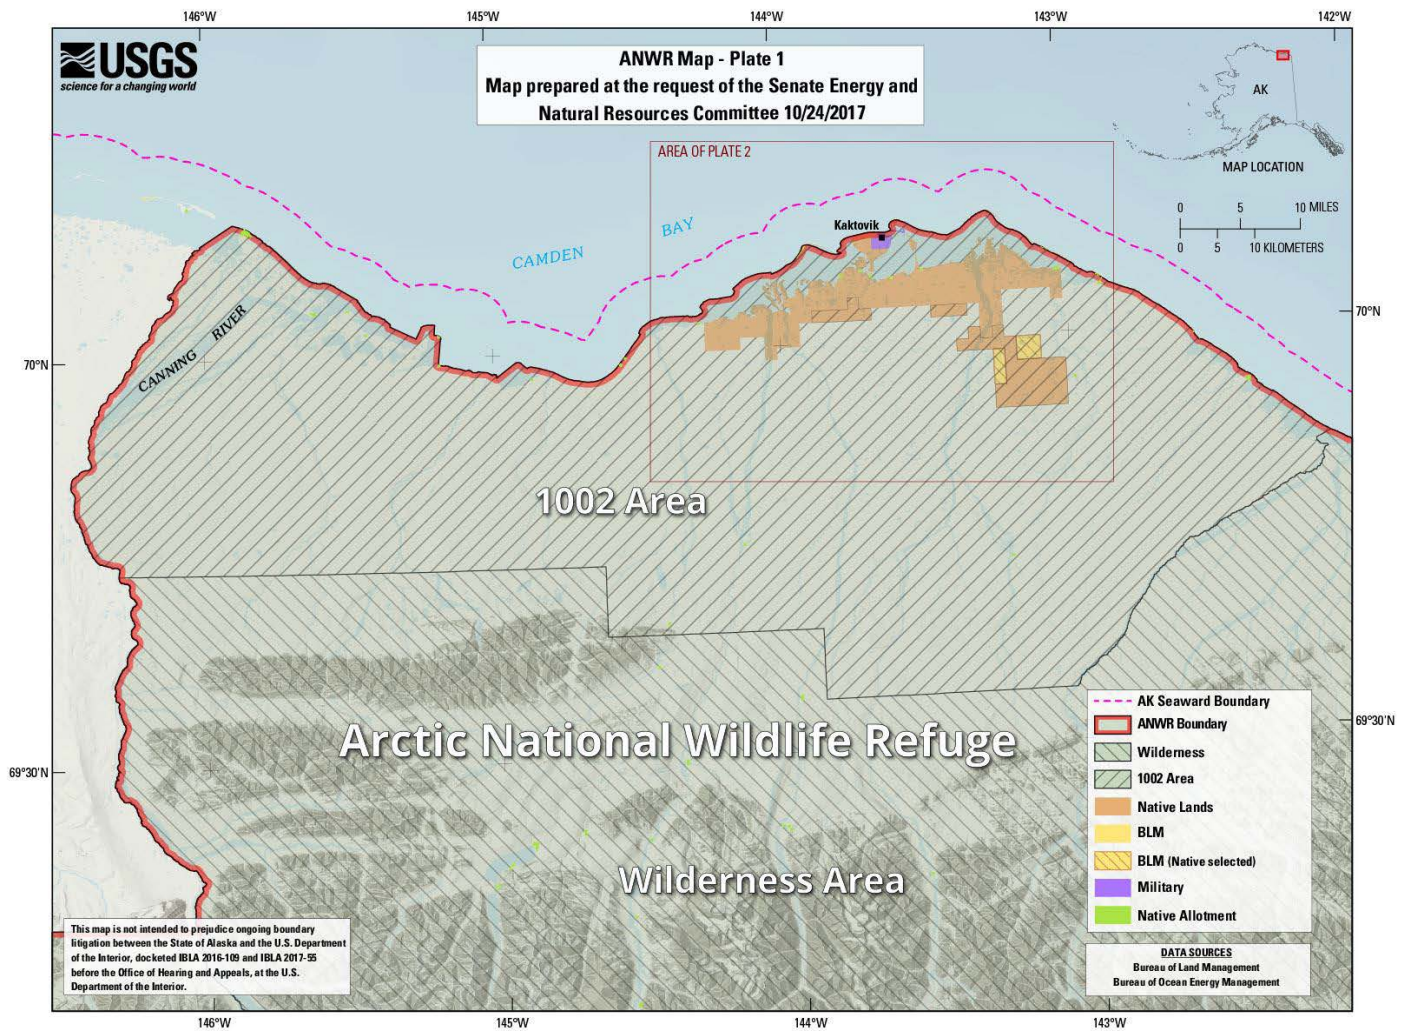 146°W
145°W
144°W
143°W
142°W
USGS
science for a changing world
ANWR Map - Plate 1
Map prepared at the request of the Senate Energy and
Natural Resources Committee 10/24/2017
AK
MAP LOCATION
AREA OF PLATE 2
0 5 10 MILES
0 5 10 KILOMETERS
Kaktovik
CAMDEN BAY
CANNING RIVER
70°N
70°N
1002 Area
Arctic National Wildlife Refuge
Wilderness Area
69°30'N
69°30'N
AK Seaward Boundary
ANWR Boundary
Wilderness
1002 Area
Native Lands
BLM
BLM (Native selected)
Military
Native Allotment
This map is not intended to prejudice ongoing boundary
litigation between the State of Alaska and the U.S. Department
of the Interior, docketed IBLA 2016-109 and IBLA 2017-55
before the Office of Hearing and Appeals, at the U.S.
Department of the Interior.
DATA SOURCES
Bureau of Land Management
Bureau of Ocean Energy Management
146°W
145°W
144°W
143°W